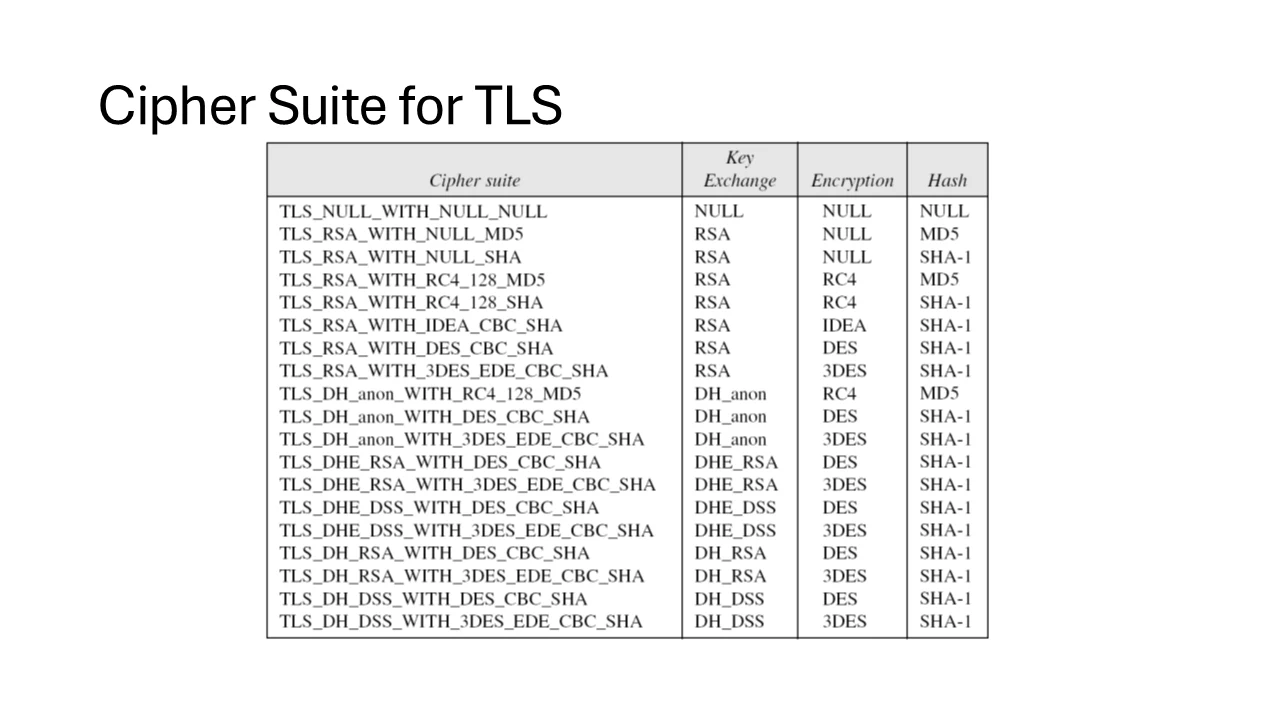 Cipher Suite for TLS
Key
Cipher suite Exchange Encryption Hash
TLS_NULL_WITH_NULL_NULL NULL NULL NULL
TLS_RSA_WITH_NULL_MD5 RSA NULL MD5
TLS_RSA_WITH_NULL_SHA RSA NULL SHA-1
TLS_RSA_WITH_RC4_128_MD5 RSA RC4 MD5
TLS_RSA_WITH_RC4_128_SHA RSA RC4 SHA-1
TLS_RSA_WITH_IDEA_CBC_SHA RSA IDEA SHA-1
TLS_RSA_WITH_DES_CBC_SHA RSA DES SHA-1
TLS_RSA_WITH_3DES_EDE_CBC_SHA RSA 3DES SHA-1
TLS_DH_anon_WITH_RC4_128_MD5 DH_anon RC4 MD5
TLS_DH_anon_WITH_DES_CBC_SHA DH_anon DES SHA-1
TLS_DH_anon_WITH_3DES_EDE_CBC_SHA DH_anon 3DES SHA-1
TLS_DHE_RSA_WITH_DES_CBC_SHA DHE_RSA DES SHA-1
TLS_DHE_RSA_WITH_3DES_EDE_CBC_SHA DHE_RSA 3DES SHA-1
TLS_DHE_DSS_WITH_DES_CBC_SHA DHE_DSS DES SHA-1
TLS_DHE_DSS_WITH_3DES_EDE_CBC_SHA DHE_DSS 3DES SHA-1
TLS_DH_RSA_WITH_DES_CBC_SHA DH_RSA DES SHA-1
TLS_DH_RSA_WITH_3DES_EDE_CBC_SHA DH_RSA 3DES SHA-1
TLS_DH_DSS_WITH_DES_CBC_SHA DH_DSS DES SHA-1
TLS_DH_DSS_WITH_3DES_EDE_CBC_SHA DH_DSS 3DES SHA-1